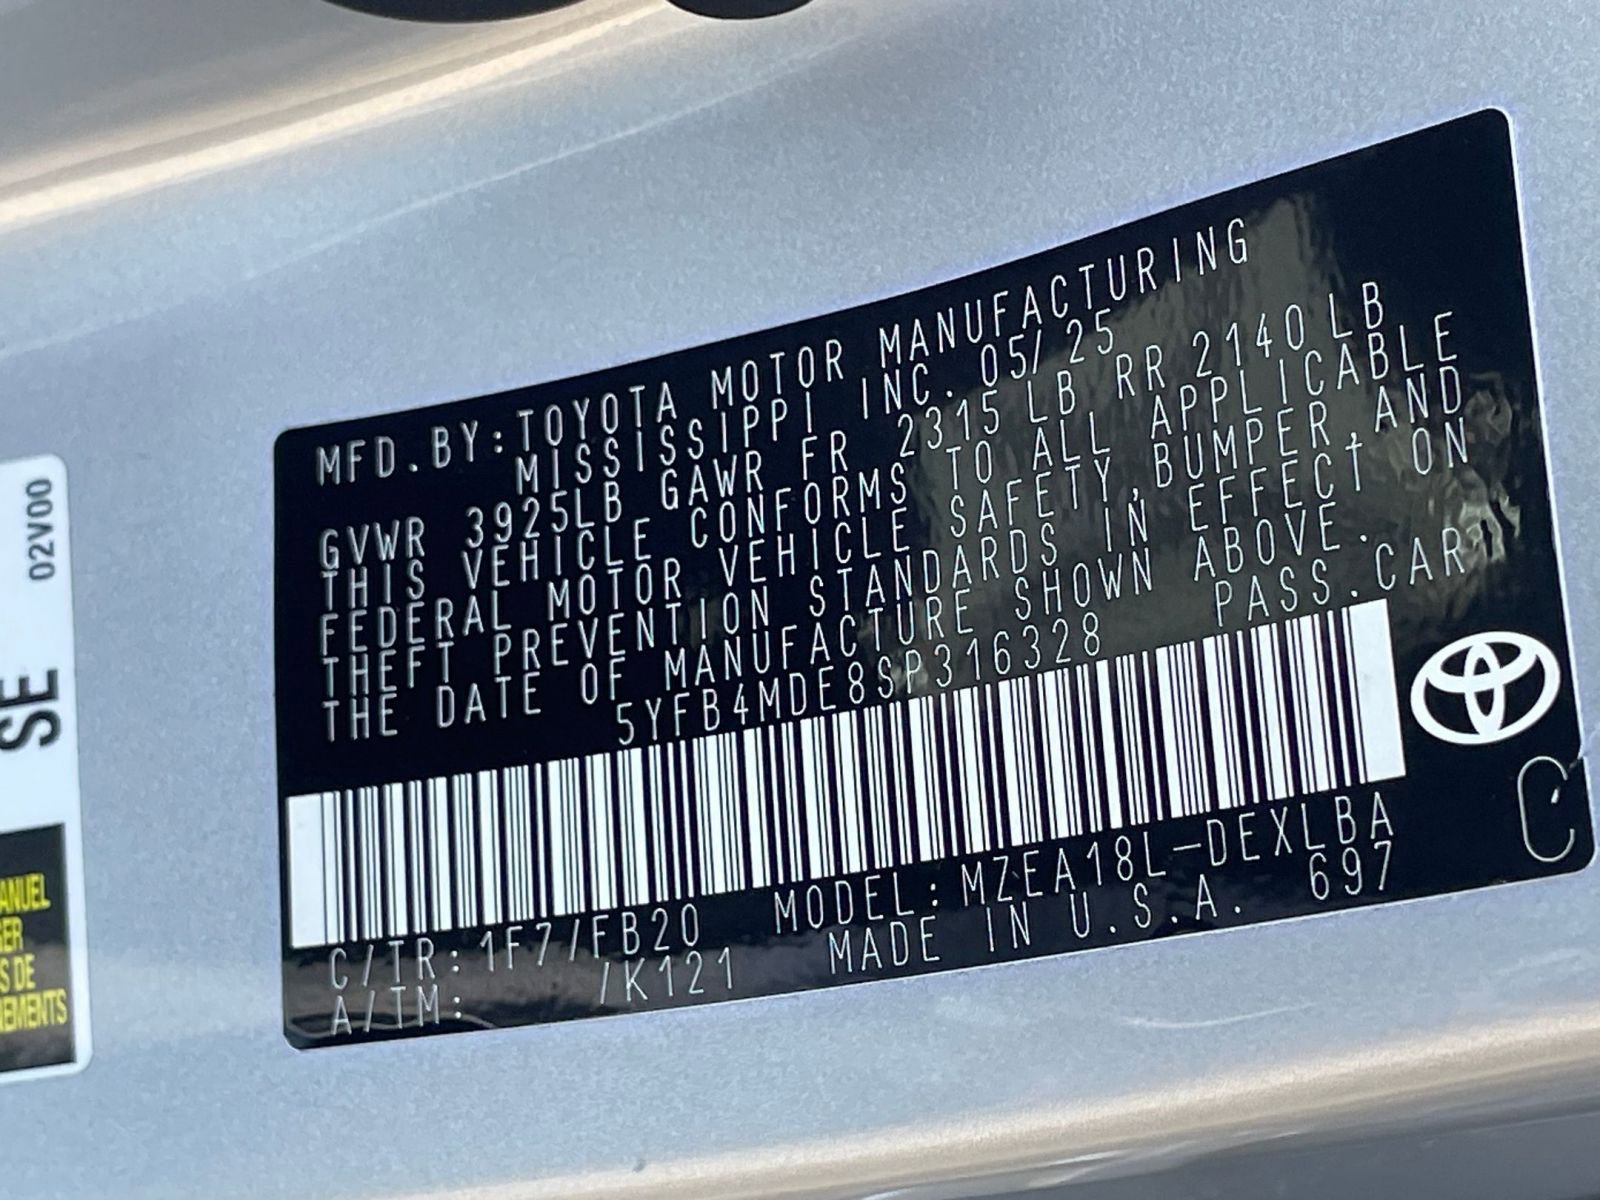 MFD.BY:TOYOTA MOTOR MANUFACTURING
MISSISSIPPI INC. 05/25
GVWR 3925LB GAWR FR 2315 LB RR 2140 LB
THIS VEHICLE CONFORMS TO ALL APPLICABLE
FEDERAL MOTOR VEHICLE SAFETY,BUMPER,AND
THEFT PREVENTION STANDARDS IN EFFECT ON
THE DATE OF MANUFACTURE SHOWN ABOVE.
5YFB4MDE8SP316328 PASS.CAR
C/TR: 1F7/FB20 MODEL: MZEA18L-DEXLBA
A/TM: /K121 MADE IN U.S.A. 697
C
02V00
SE
S DE